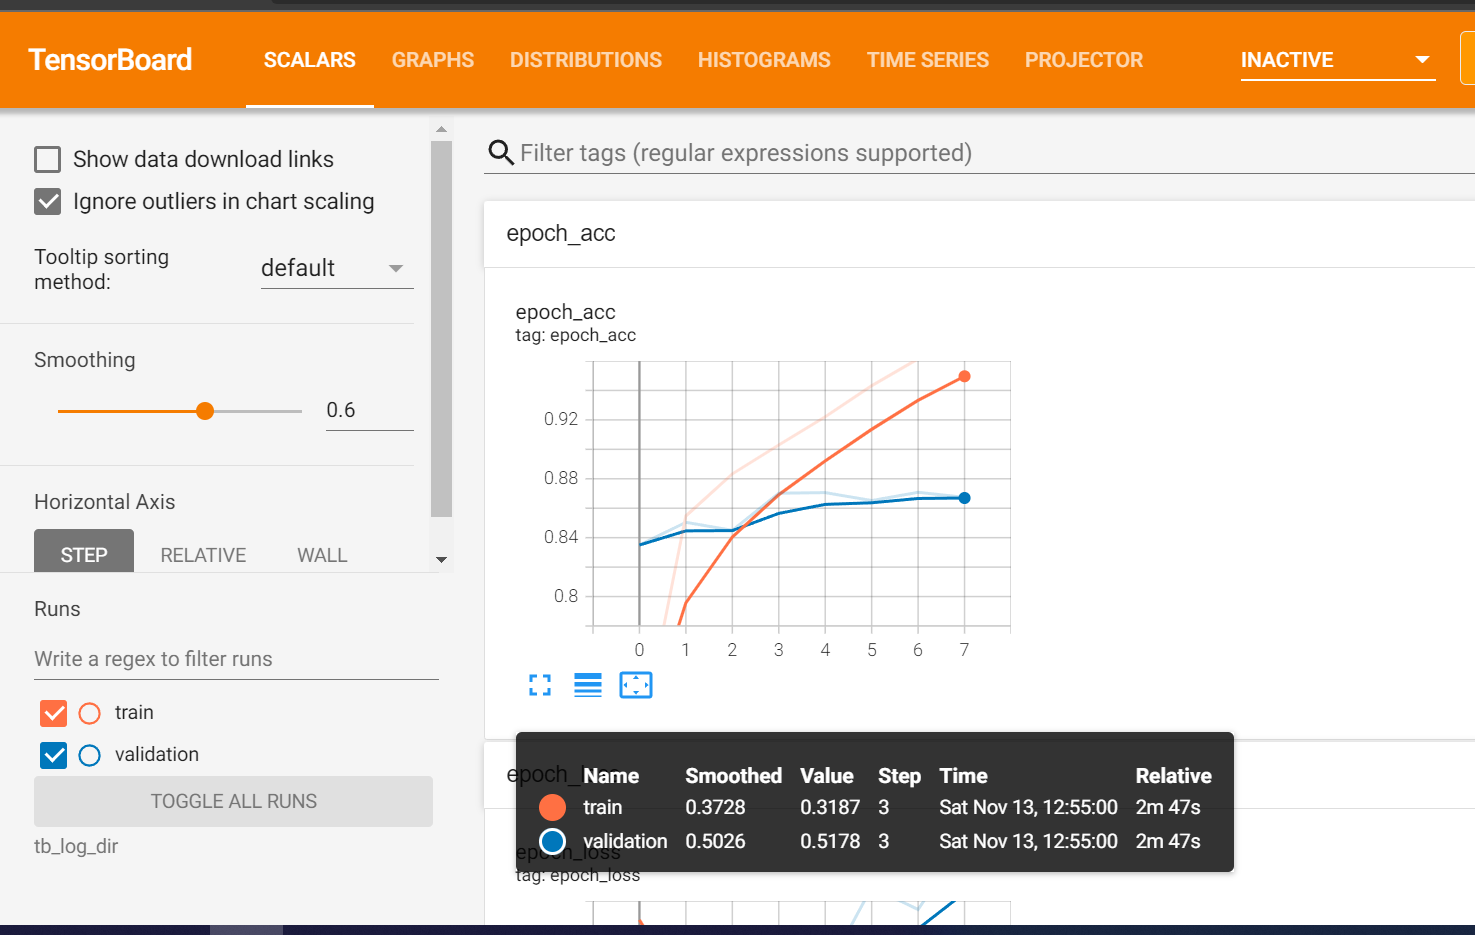 TensorBoard SCALARS GRAPHS DISTRIBUTIONS HISTOGRAMS TIME SERIES PROJECTOR INACTIVE
Show data download links
Ignore outliers in chart scaling
Tooltip sorting
method:
default
Smoothing
0.6
Horizontal Axis
STEP RELATIVE WALL
Runs
Write a regex to filter runs
train
validation
TOGGLE ALL RUNS
tb_log_dir
Filter tags (regular expressions supported)
epoch_acc
epoch_acc
tag: epoch_acc
0.92
0.88
0.84
0.8
0 1 2 3 4 5 6 7
epoch_loss
Name Smoothed Value Step Time Relative
train 0.3728 0.3187 3 Sat Nov 13, 12:55:00 2m 47s
validation 0.5026 0.5178 3 Sat Nov 13, 12:55:00 2m 47s
epoch_loss
tag: epoch_loss